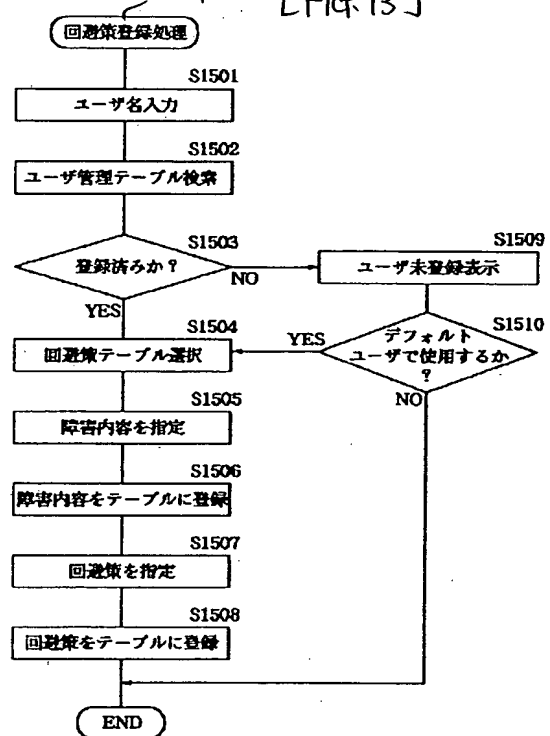 [FIG. 15]
回避策登録処理
S1501
ユーザ名入力
S1502
ユーザ管理テーブル検索
S1503
登録済みか？
NO
YES
S1509
ユーザ未登録表示
S1510
デフォルト
ユーザで使用するか
？
YES
NO
S1504
回避策テーブル選択
S1505
障害内容を指定
S1506
障害内容をテーブルに登録
S1507
回避策を指定
S1508
回避策をテーブルに登録
END